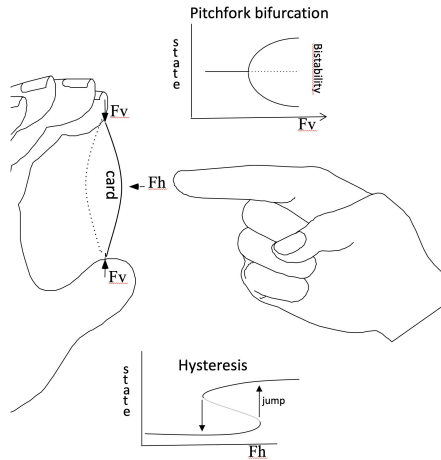 Pitchfork bifurcation
state
Bistability
Fv
Fv
card
Fh
Fv
Hysteresis
state
jump
Fh